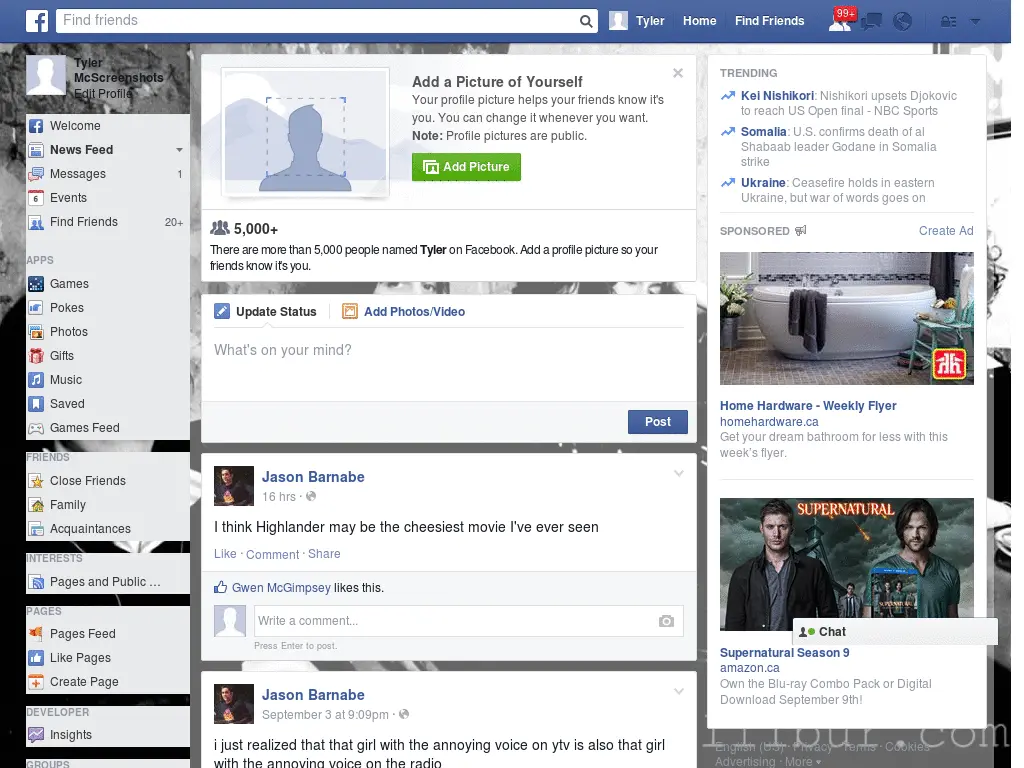 Find friends
Tyler
Home
Find Friends
99+
Tyler
McScreenshots
Edit Profile
Welcome
News Feed
Messages 1
6 Events
Find Friends 20+
APPS
Games
Pokes
Photos
Gifts
Music
Saved
Games Feed
FRIENDS
Close Friends
Family
Acquaintances
INTERESTS
Pages and Public ...
PAGES
Pages Feed
Like Pages
Create Page
DEVELOPER
Insights
GROUPS
Add a Picture of Yourself
Your profile picture helps your friends know it's
you. You can change it whenever you want.
Note: Profile pictures are public.
Add Picture
5,000+
There are more than 5,000 people named Tyler on Facebook. Add a profile picture so your
friends know it's you.
Update Status
Add Photos/Video
What's on your mind?
Post
Jason Barnabe
16 hrs ·
I think Highlander may be the cheesiest movie I've ever seen
Like · Comment · Share
Gwen McGimpsey likes this.
Write a comment...
Press Enter to post.
Jason Barnabe
September 3 at 9:09pm ·
i just realized that that girl with the annoying voice on ytv is also that girl
with the annoying voice on the radio
TRENDING
Kei Nishikori: Nishikori upsets Djokovic
to reach US Open final - NBC Sports
Somalia: U.S. confirms death of al
Shabaab leader Godane in Somalia
strike
Ukraine: Ceasefire holds in eastern
Ukraine, but war of words goes on
SPONSORED
Create Ad
Home Hardware - Weekly Flyer
homehardware.ca
Get your dream bathroom for less with this
week's flyer.
SUPERNATURAL
Chat
Supernatural Season 9
amazon.ca
Own the Blu-ray Combo Pack or Digital
Download September 9th!
English (US) · Privacy · Terms · Cookies ·
Advertising · More